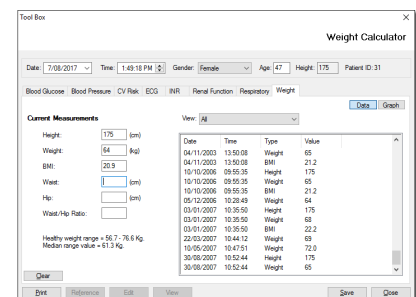 Tool Box
Weight Calculator
Date: 7/08/2017 Time: 1:49:18 PM Gender: Female Age: 47 Height: 175 Patient ID: 31
Blood Glucose Blood Pressure CV Risk ECG INR Renal Function Respiratory Weight
Data Graph
Current Measurements
View: All
Height: 175 (cm)
Weight: 64 (kg)
BMI: 20.9
Waist: (cm)
Hip: (cm)
Waist/Hip Ratio:
Healthy weight range = 56.7 - 76.6 Kg.
Median range value = 61.3 Kg.
Clear
Date Time Type Value
04/11/2003 13:50:08 Weight 65
04/11/2003 13:50:08 BMI 21.2
10/10/2006 09:55:35 Height 175
10/10/2006 09:55:35 Weight 65
10/10/2006 09:55:35 BMI 21.2
05/12/2006 10:28:49 Weight 64
03/01/2007 10:35:50 Height 175
03/01/2007 10:35:50 Weight 68
03/01/2007 10:35:50 BMI 22.2
22/03/2007 10:44:12 Weight 69
10/05/2007 10:47:51 Weight 72.0
30/08/2007 10:52:44 Height 175
30/08/2007 10:52:44 Weight 65
Print Reference Edit View Save Close